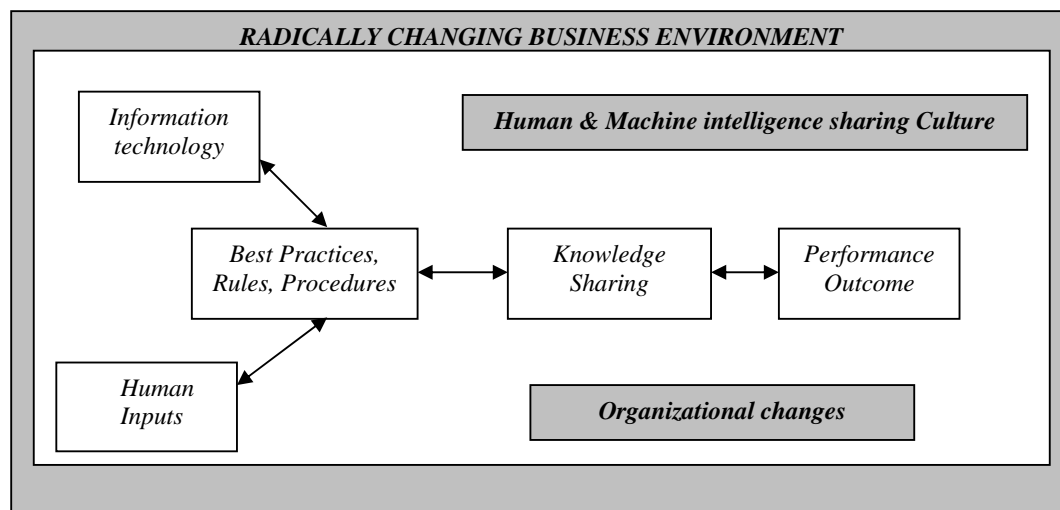 RADICALLY CHANGING BUSINESS ENVIRONMENT
Information
technology
Human & Machine intelligence sharing Culture
Best Practices,
Rules, Procedures
Knowledge
Sharing
Performance
Outcome
Human
Inputs
Organizational changes